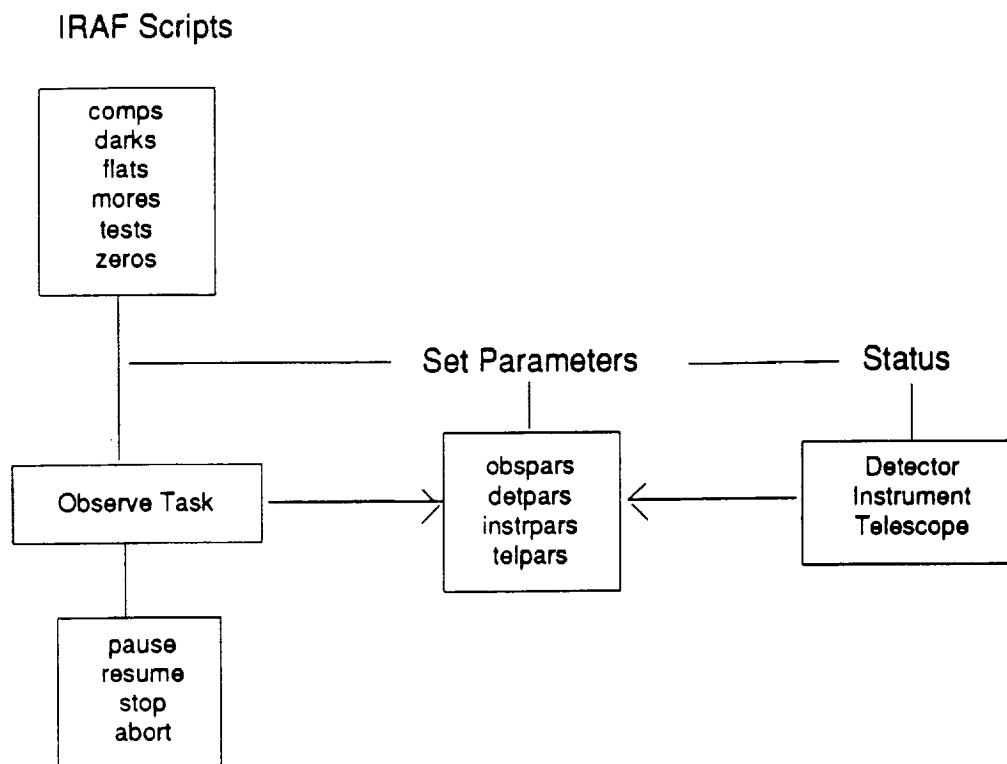 IRAF Scripts
comps
darks
flats
mores
tests
zeros
Set Parameters
Status
Observe Task
obspars
detpars
instrpars
telpars
Detector
Instrument
Telescope
pause
resume
stop
abort